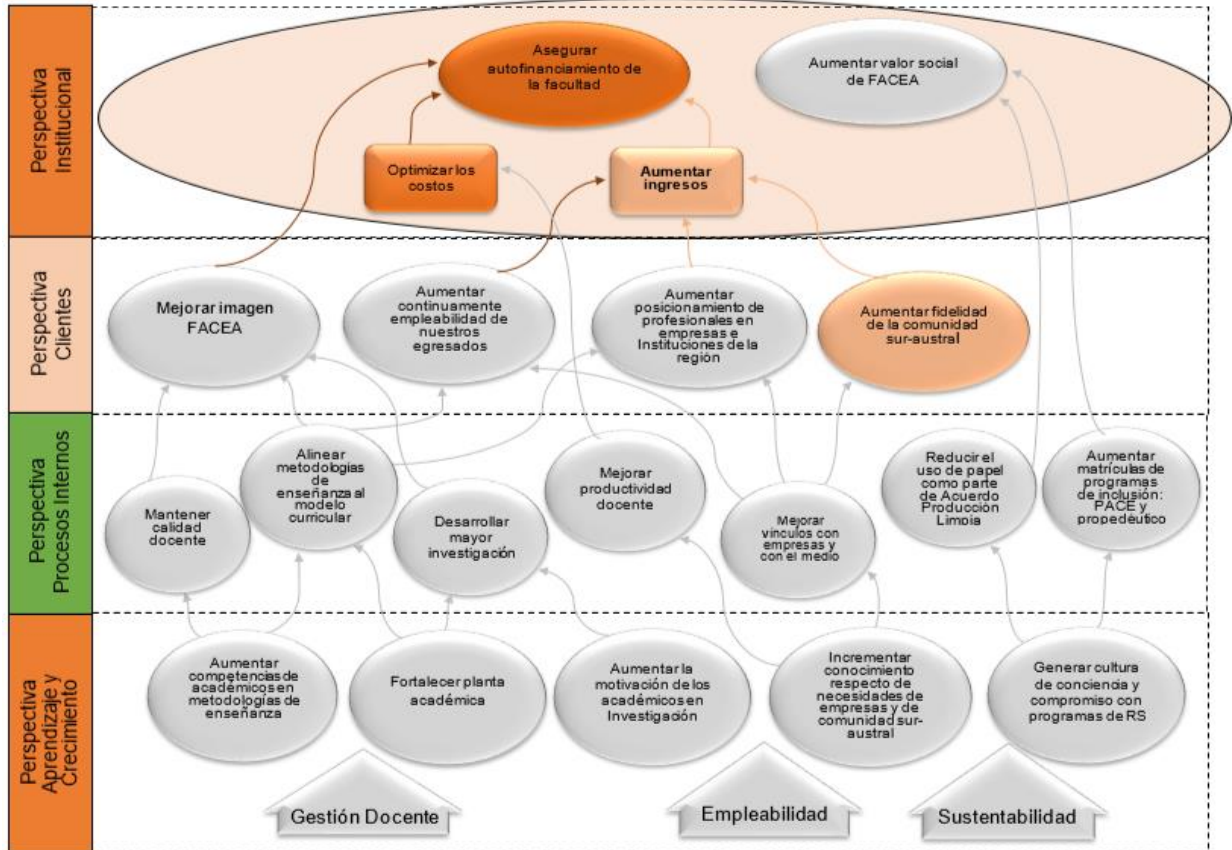 Perspectiva
Institucional
Asegurar
autofinanciamiento de
la facultad
Aumentar valor social
de FACEA
Optimizar los
costos
Aumentar
ingresos
Perspectiva
Clientes
Mejorar imagen
FACEA
Aumentar
continuamente
empleabilidad de
nuestros
egresados
Aumentar
posicionamiento de
profesionales en
empresas e
Instituciones de la
región
Aumentar fidelidad
de la comunidad
sur-austral
Perspectiva
Procesos Internos
Mantener
calidad
docente
Alinear
metodologías
de
enseñanza al
modelo
curricular
Desarrollar
mayor
investigación
Mejorar
productividad
docente
Mejorar
vínculos con
empresas y
con el medio
Reducir el
uso de papel
como parte
de Acuerdo
Producción
Limpia
Aumentar
matrículas de
programas de
inclusión:
PACE y
propedéutico
Perspectiva
Aprendizaje y
Crecimiento
Aumentar
competencias de
académicos en
metodologías de
enseñanza
Fortalecer planta
académica
Aumentar la
motivación de los
académicos en
Investigación
Incrementar
conocimiento
respecto de
necesidades de
empresas y de
comunidad sur-
austral
Generar cultura
de conciencia y
compromiso con
programas de RS
Gestión Docente
Empleabilidad
Sustentabilidad